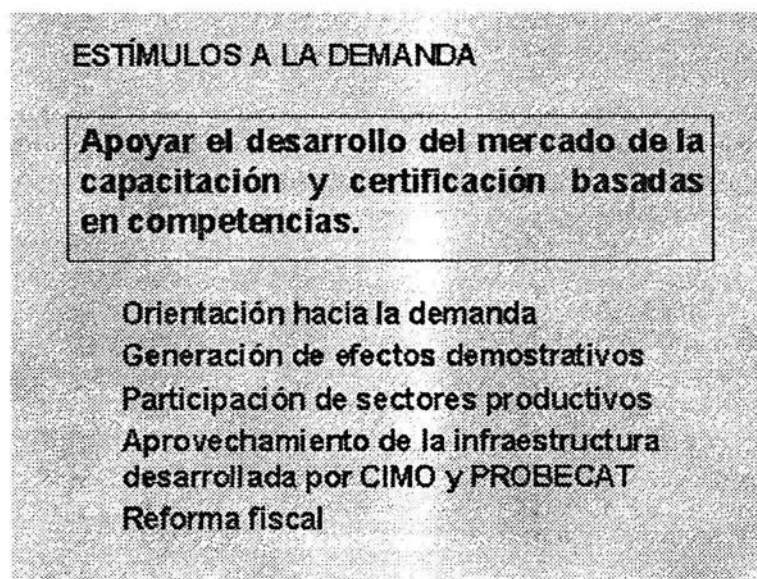 ESTÍMULOS A LA DEMANDA
Apoyar el desarrollo del mercado de la
capacitación y certificación basadas
en competencias.
Orientación hacia la demanda
Generación de efectos demostrativos
Participación de sectores productivos
Aprovechamiento de la infraestructura
desarrollada por CIMO y PROBECAT
Reforma fiscal